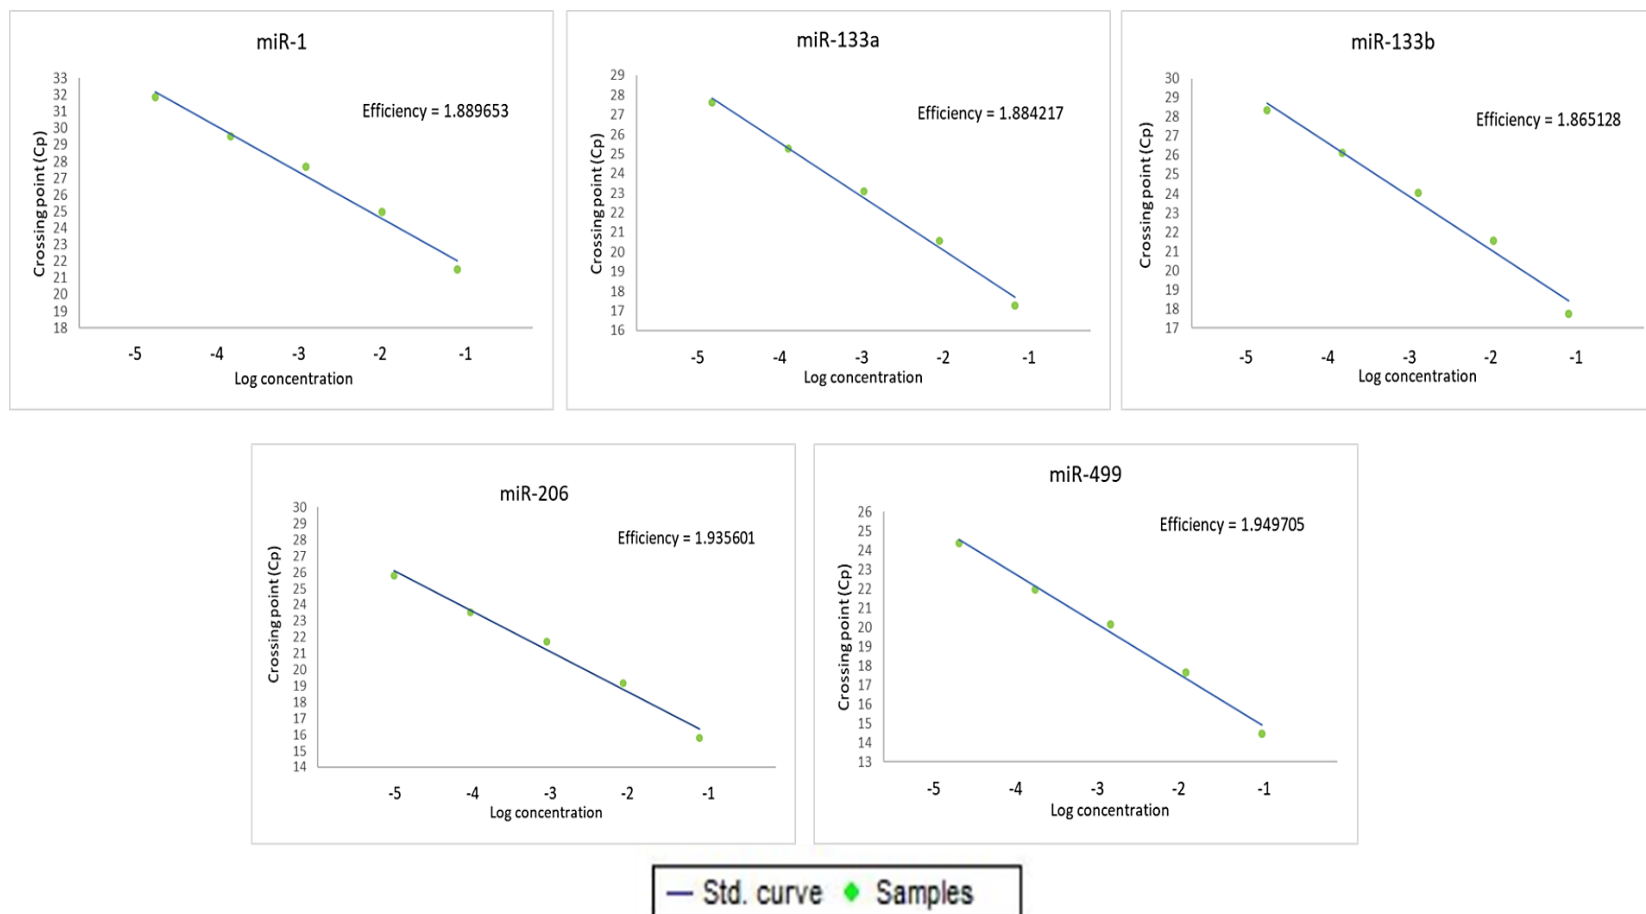 miR-1
Crossing point (Cp)
33
32
31
30
29
28
27
26
25
24
23
22
21
20
19
18
Efficiency = 1.889653
-5 -4 -3 -2 -1
Log concentration
miR-133a
Crossing point (Cp)
29
28
27
26
25
24
23
22
21
20
19
18
17
16
Efficiency = 1.884217
-5 -4 -3 -2 -1
Log concentration
miR-133b
Crossing point (Cp)
30
29
28
27
26
25
24
23
22
21
20
19
18
17
Efficiency = 1.865128
-5 -4 -3 -2 -1
Log concentration
miR-206
Crossing point (Cp)
30
29
28
27
26
25
24
23
22
21
20
19
18
17
16
15
14
Efficiency = 1.935601
-5 -4 -3 -2 -1
Log concentration
miR-499
Crossing point (Cp)
26
25
24
23
22
21
20
19
18
17
16
15
14
13
Efficiency = 1.949705
-5 -4 -3 -2 -1
Log concentration
Std. curve Samples